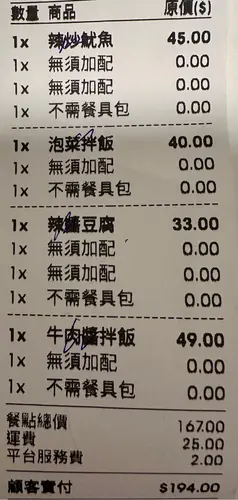 數量 商品 原價($)
1x 辣炒魷魚 45.00
1x 無須加配 0.00
1x 無須加配 0.00
1x 不需餐具包 0.00
1x 泡菜拌飯 40.00
1x 無須加配 0.00
1x 不需餐具包 0.00
1x 辣醬豆腐 33.00
1x 無須加配 0.00
1x 無須加配 0.00
1x 不需餐具包 0.00
1x 牛肉醬拌飯 49.00
1x 無須加配 0.00
1x 不需餐具包 0.00
餐點總價 167.00
運費 25.00
平台服務費 2.00
顧客實付 $194.00